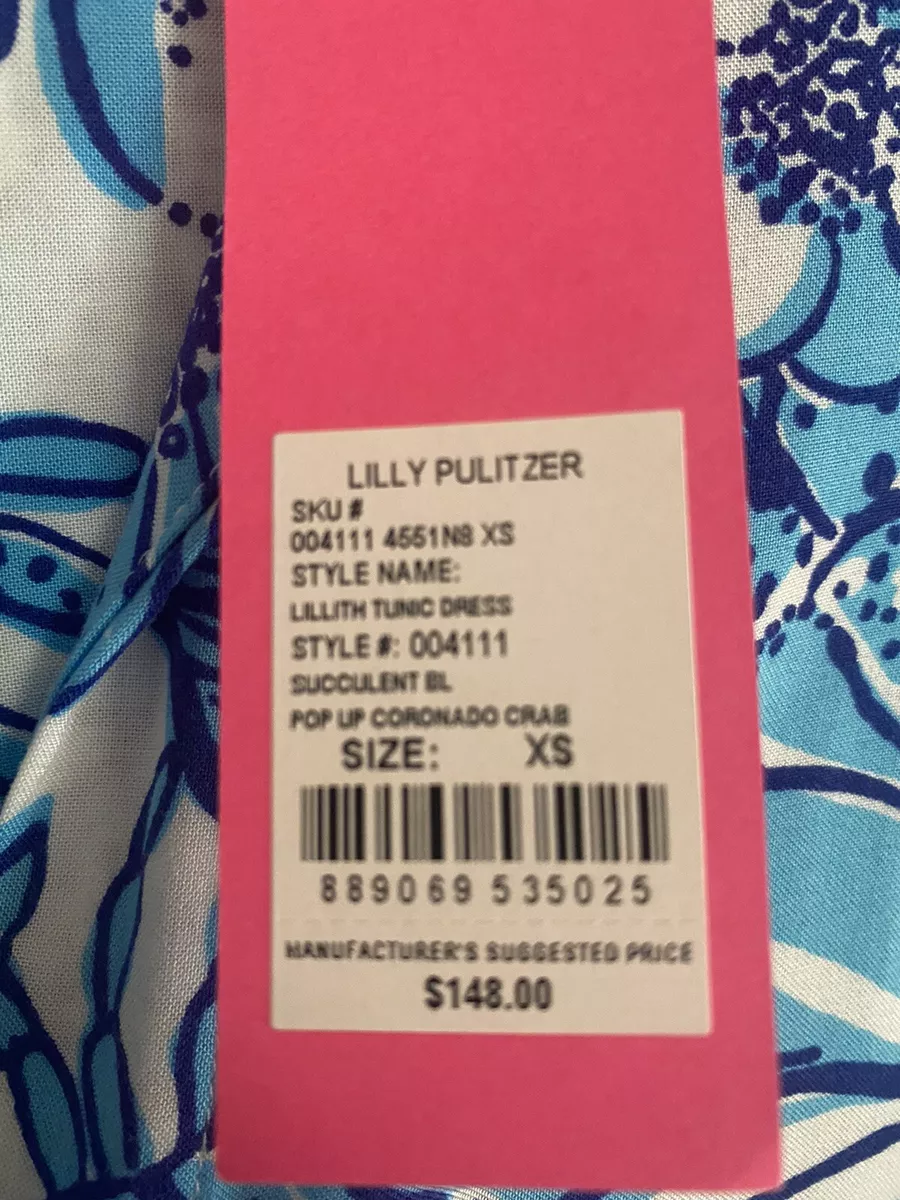 LILLY PULITZER
SKU #
004111 4551N8 XS
STYLE NAME:
LILLITH TUNIC DRESS
STYLE #: 004111
SUCCULENT BL
POP UP CORONADO CRAB
SIZE: XS
889069 535025
MANUFACTURER'S SUGGESTED PRICE
$148.00